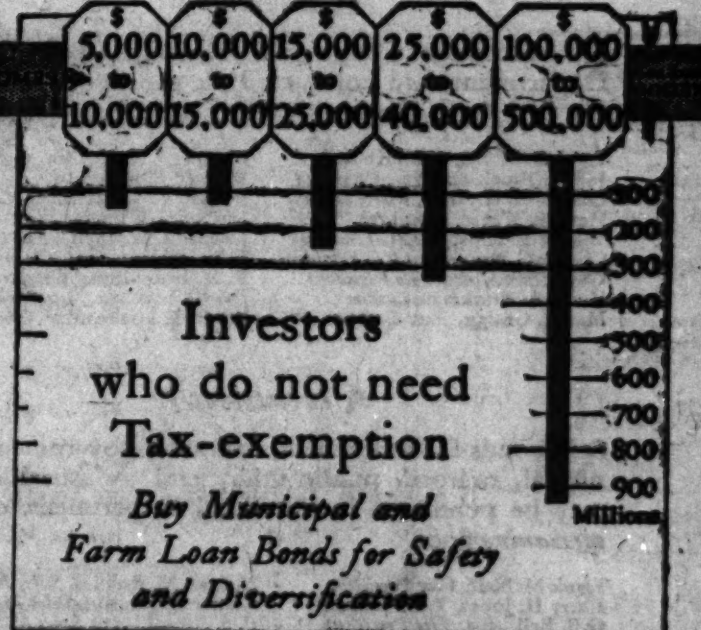 $ $ $ $ $
5,000 10,000 15,000 25,000 100,000
to to to to to
10,000 15,000 25,000 40,000 500,000
100
200
300
400
500
600
700
800
900
Millions
Investors
who do not need
Tax-exemption
Buy Municipal and
Farm Loan Bonds for Safety
and Diversification